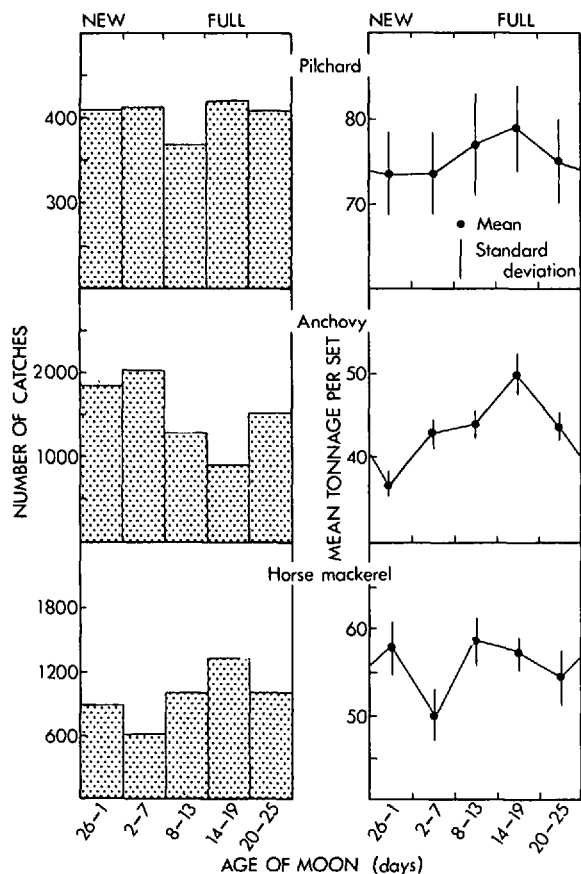 NEW FULL NEW FULL
Pilchard
400
300
80
70
Mean
Standard
deviation
Anchovy
2000
1000
50
40
NUMBER OF CATCHES
MEAN TONNAGE PER SET
Horse mackerel
1800
1200
600
60
50
26–1 2–7 8–13 14–19 20–25
26–1 2–7 8–13 14–19 20–25
AGE OF MOON (days)